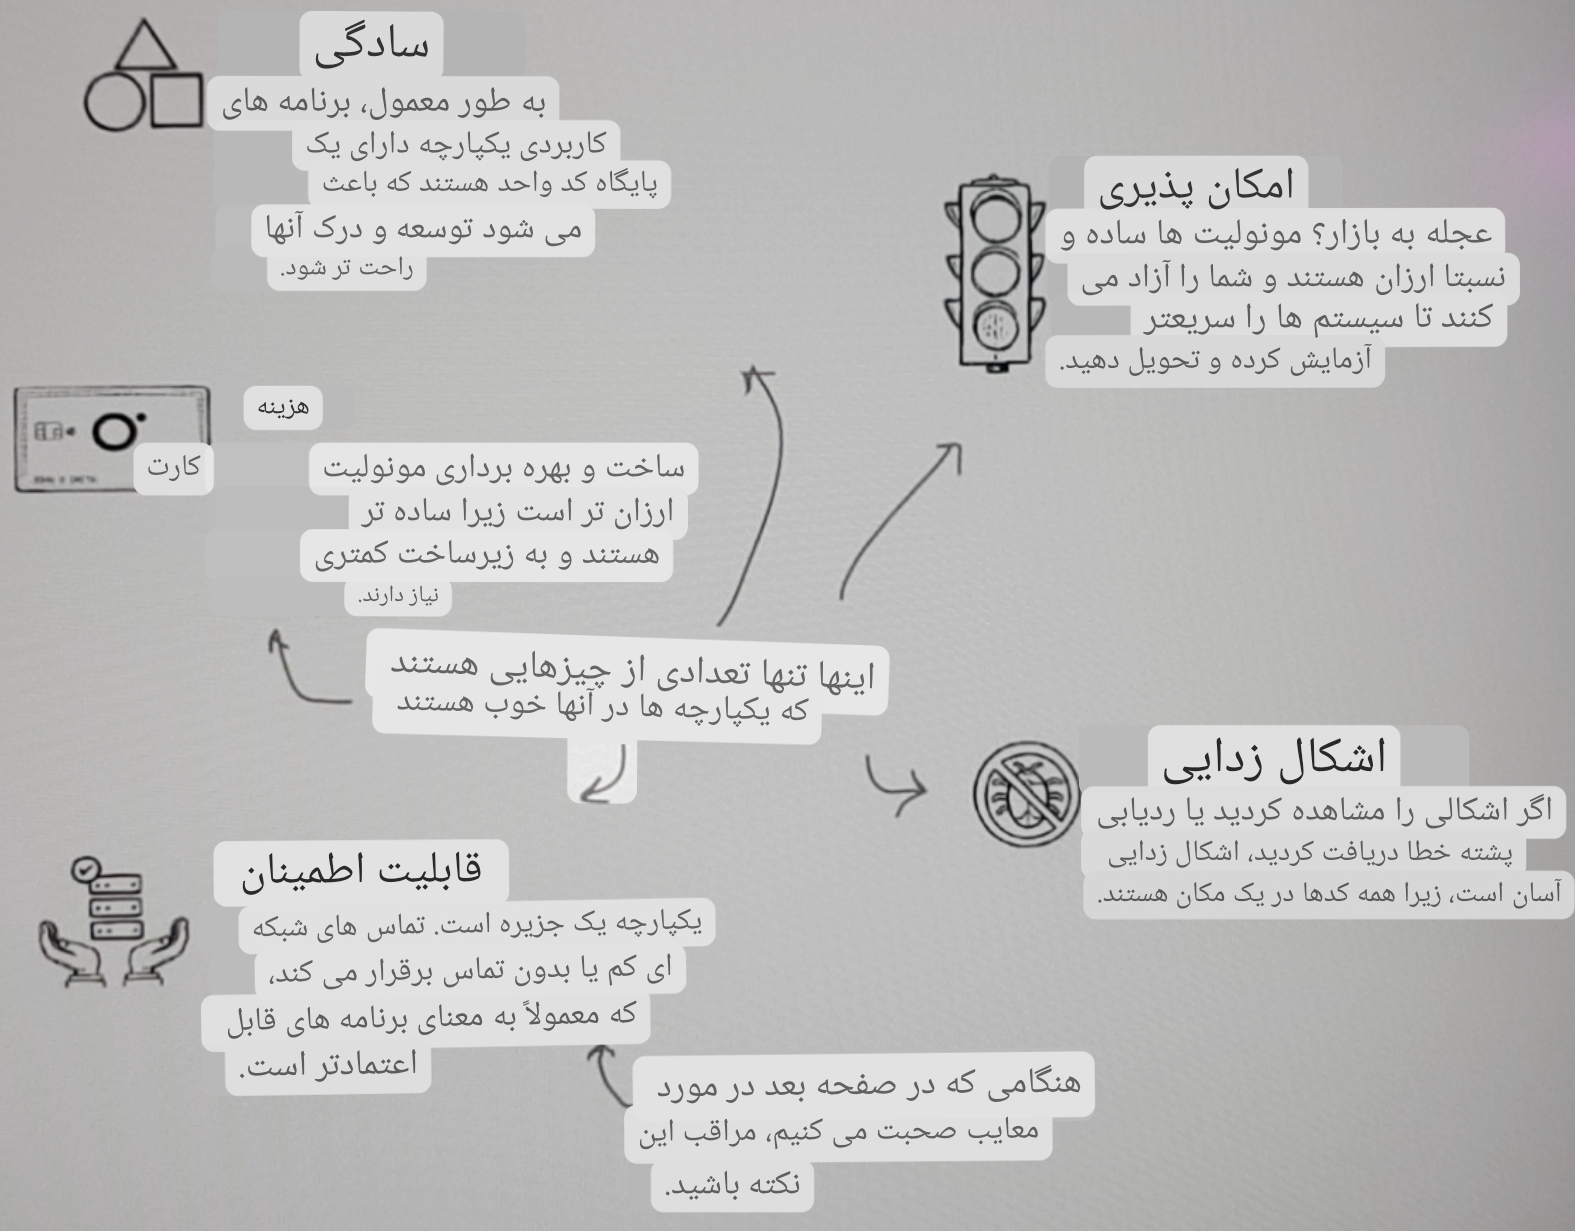 سادگی
به طور معمول، برنامه های
کاربردی یکپارچه دارای یک
پایگاه کد واحد هستند که باعث
می شود توسعه و درک آنها
راحت تر شود.
امکان پذیری
عجله به بازار؟ مونولیت ها ساده و
نسبتا ارزان هستند و شما را آزاد می
کنند تا سیستم ها را سریعتر
آزمایش کرده و تحویل دهید.
هزینه
کارت
ساخت و بهره برداری مونولیت
ارزان تر است زیرا ساده تر
هستند و به زیرساخت کمتری
نیاز دارند.
اینها تنها تعدادی از چیزهایی هستند
که یکپارچه ها در آنها خوب هستند
اشکال زدایی
اگر اشکالی را مشاهده کردید یا ردیابی
پشته خطا دریافت کردید، اشکال زدایی
آسان است، زیرا همه کدها در یک مکان هستند.
قابلیت اطمینان
یکپارچه یک جزیره است. تماس های شبکه
ای کم یا بدون تماس برقرار می کند،
که معمولاً به معنای برنامه های قابل
اعتمادتر است.
هنگامی که در صفحه بعد در مورد
معایب صحبت می کنیم، مراقب این
نکته باشید.